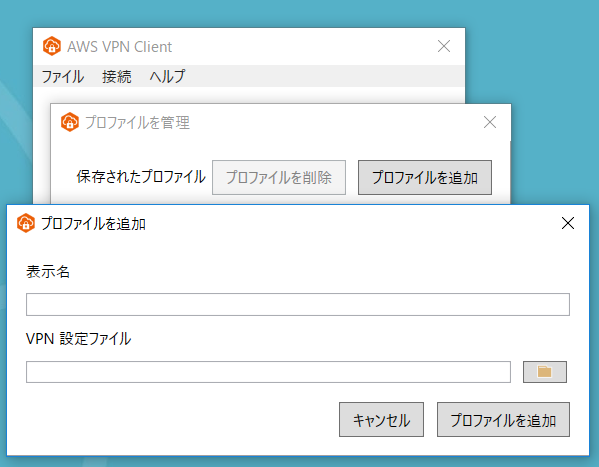 AWS VPN Client
ファイル 接続 ヘルプ
プロファイルを管理
保存されたプロファイル プロファイルを削除 プロファイルを追加
プロファイルを追加
表示名
VPN 設定ファイル
キャンセル プロファイルを追加